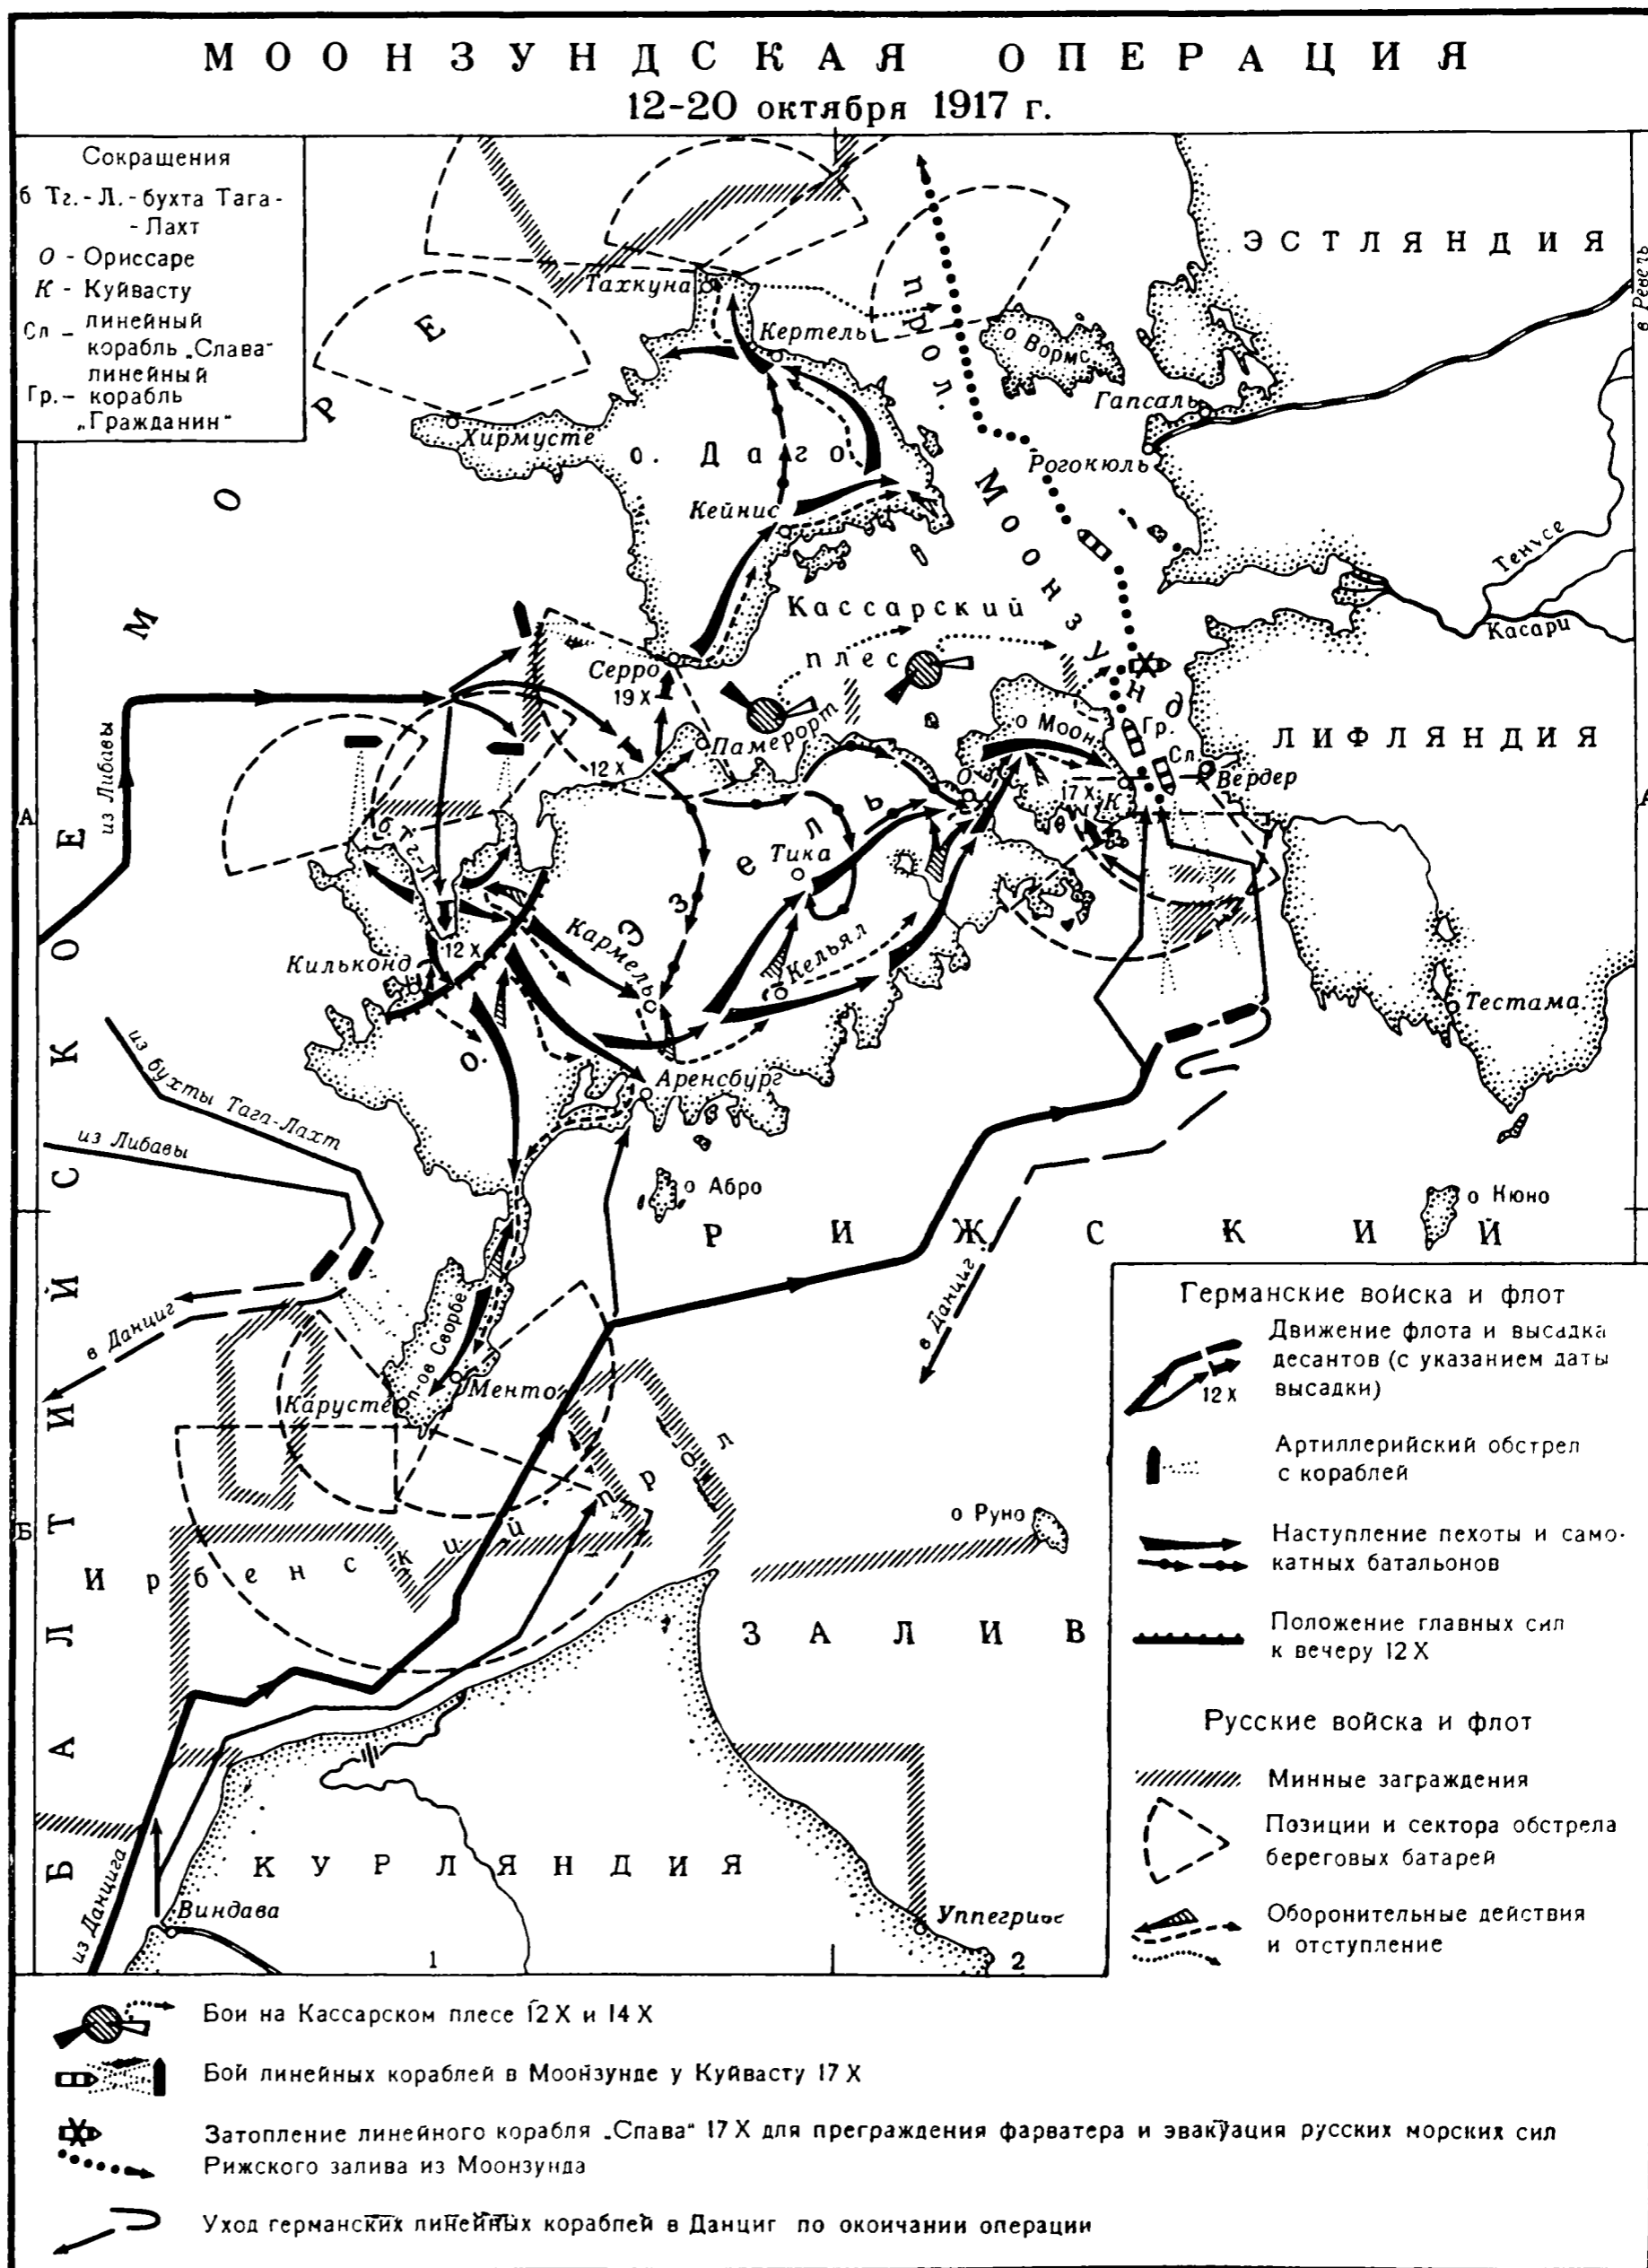 МООНЗУНДСКАЯ ОПЕРАЦИЯ
12-20 октября 1917 г.
Сокращения
б Тг.-Л.-бухта Тага-
-Лахт
О - Ориссаре
К - Куйвасту
Сл - линейный
корабль „Слава"
линейный
Гр.- корабль
„Гражданин"
БАЛТИЙСКОЕ МОРЕ
ЭСТЛЯНДИЯ
в Ревель
Тахкуна
Кертель
прол. Моонзунд
о Вормс
Гапсаль
Рогокюль
Хирмусте
о. Даго
Кейнис
Кассарский
плес
Касари
Серро
19 X
Памерорт
12 X
о Моон
Гр.
Сл
Вердер
17 X
К
О
ЛИФЛЯНДИЯ
из Либавы
А
А
б Тг-Л
12 X
Кильконд
Кармельс
Тика
Кельял
о. Эзель
Аренсбург
Тестама
из бухты Тага-Лахт
из Либавы
о Абро
о Кюно
РИЖСКИЙ
в Данциг
в Данциг
п-ов Сворбе
Менто
Карусте
Ирбенский прол
о Руно
Б
ЗАЛИВ
КУРЛЯНДИЯ
из Данцига
Виндава
1
2
Германские войска и флот
Движение флота и высадка
десантов (с указанием даты
12 X высадки)
Артиллерийский обстрел
с кораблей
Наступление пехоты и само-
катных батальонов
Положение главных сил
к вечеру 12 X
Русские войска и флот
Минные заграждения
Позиции и сектора обстрела
береговых батарей
Оборонительные действия
и отступление
Бои на Кассарском плесе 12 X и 14 X
Бой линейных кораблей в Моонзунде у Куйвасту 17 X
Затопление линейного корабля „Слава" 17 X для преграждения фарватера и эвакуация русских морских сил
Рижского залива из Моонзунда
Уход германских линейных кораблей в Данциг по окончании операции